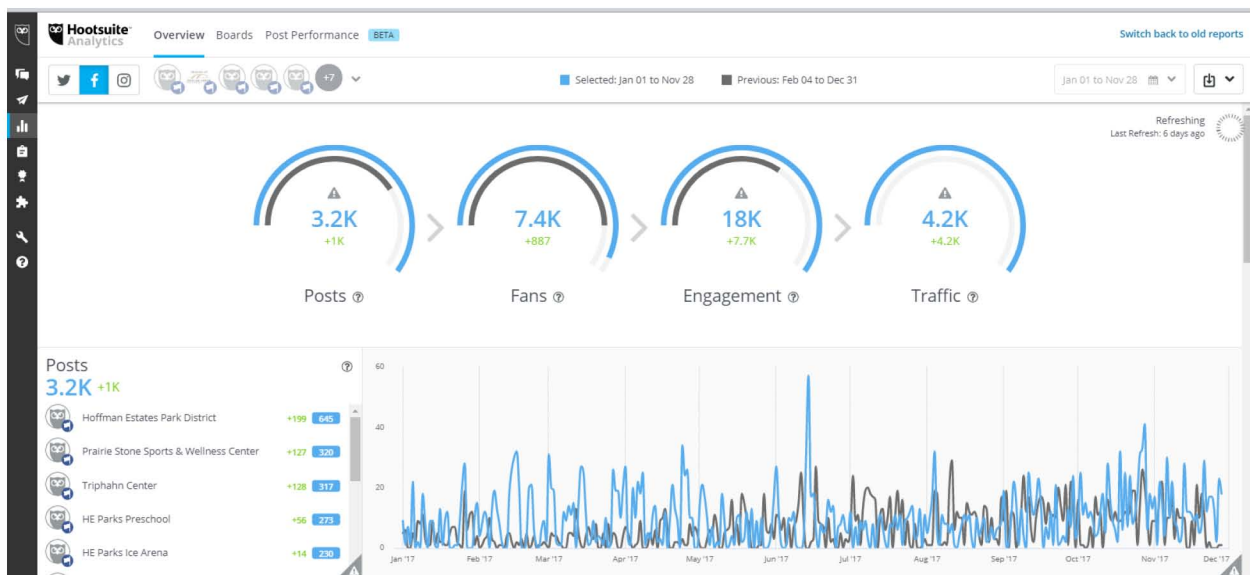 Hootsuite™
Analytics
Overview Boards Post Performance BETA
Switch back to old reports
+7
Selected: Jan 01 to Nov 28
Previous: Feb 04 to Dec 31
Jan 01 to Nov 28
Refreshing
Last Refresh: 6 days ago
3.2K
+1K
Posts
7.4K
+887
Fans
18K
+7.7K
Engagement
4.2K
+4.2K
Traffic
Posts
3.2K +1K
Hoffman Estates Park District +199 645
Prairie Stone Sports & Wellness Center +127 320
Triphahn Center +128 317
HE Parks Preschool +56 273
HE Parks Ice Arena +14 230
60
40
20
0
Jan '17 Feb '17 Mar '17 Apr '17 May '17 Jun '17 Jul '17 Aug '17 Sep '17 Oct '17 Nov '17 Dec '17